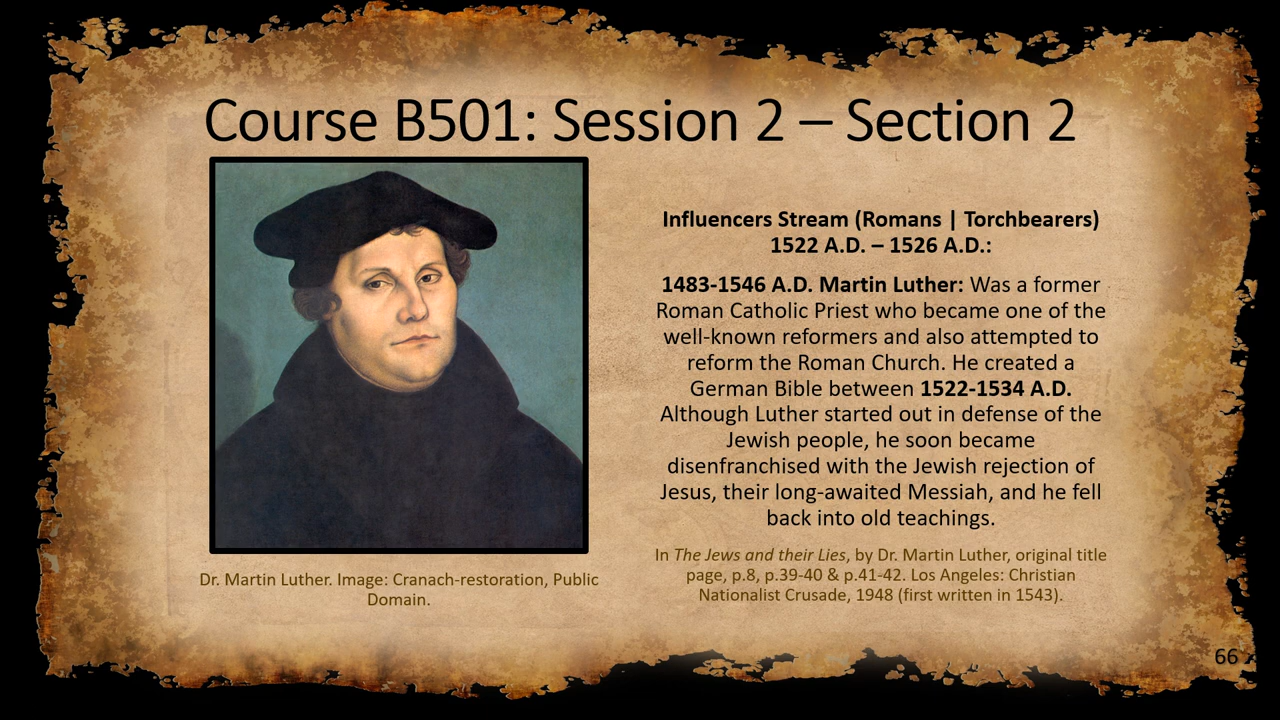 Course B501: Session 2 – Section 2
Influencers Stream (Romans | Torchbearers)
1522 A.D. – 1526 A.D.:
1483-1546 A.D. Martin Luther: Was a former
Roman Catholic Priest who became one of the
well-known reformers and also attempted to
reform the Roman Church. He created a
German Bible between 1522-1534 A.D.
Although Luther started out in defense of the
Jewish people, he soon became
disenfranchised with the Jewish rejection of
Jesus, their long-awaited Messiah, and he fell
back into old teachings.
In The Jews and their Lies, by Dr. Martin Luther, original title
page, p.8, p.39-40 & p.41-42. Los Angeles: Christian
Nationalist Crusade, 1948 (first written in 1543).
Dr. Martin Luther. Image: Cranach-restoration, Public
Domain.
66